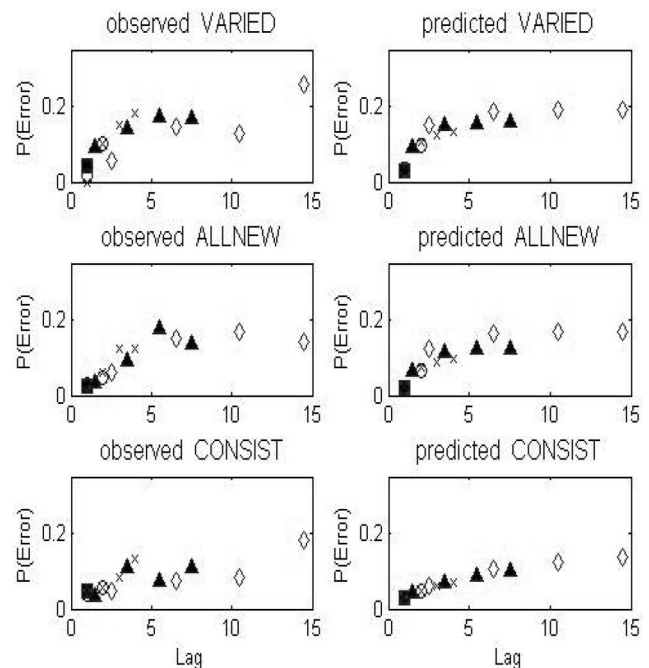 observed VARIED
P(Error)
0.2
0
0 5 10 15
predicted VARIED
P(Error)
0.2
0
0 5 10 15
observed ALLNEW
P(Error)
0.2
0
0 5 10 15
predicted ALLNEW
P(Error)
0.2
0
0 5 10 15
observed CONSIST
P(Error)
0.2
0
0 5 10 15
Lag
predicted CONSIST
P(Error)
0.2
0
0 5 10 15
Lag